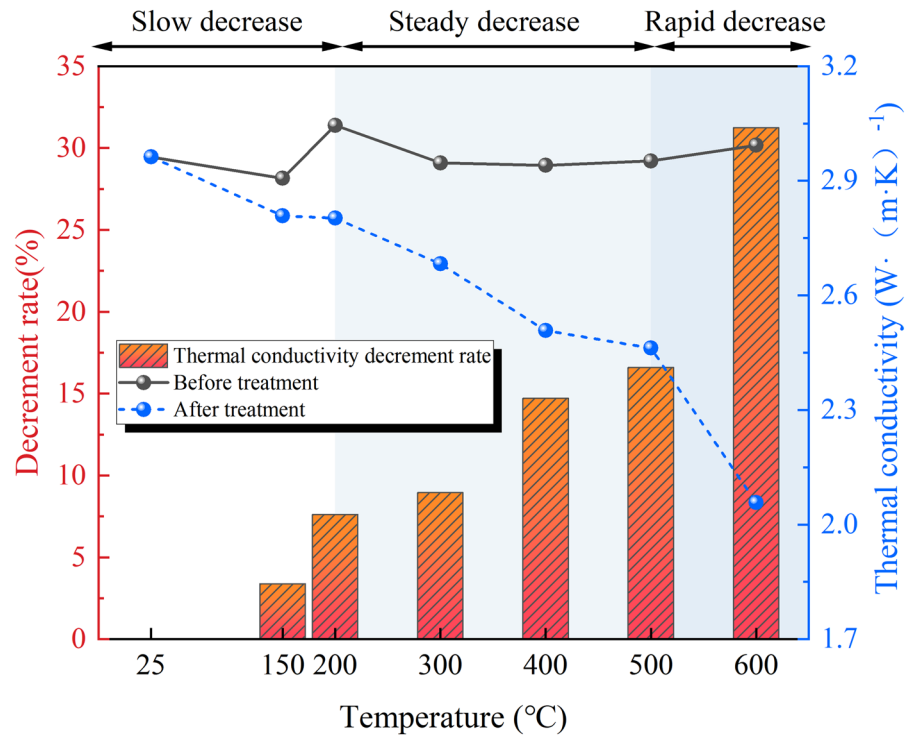 Slow decrease Steady decrease Rapid decrease
35
30
25
20
15
10
5
0
Decrement rate(%)
3.2
2.9
2.6
2.3
2.0
1.7
Thermal conductivity (W·（m·K）-1)
Thermal conductivity decrement rate
Before treatment
After treatment
25 150 200 300 400 500 600
Temperature (℃)